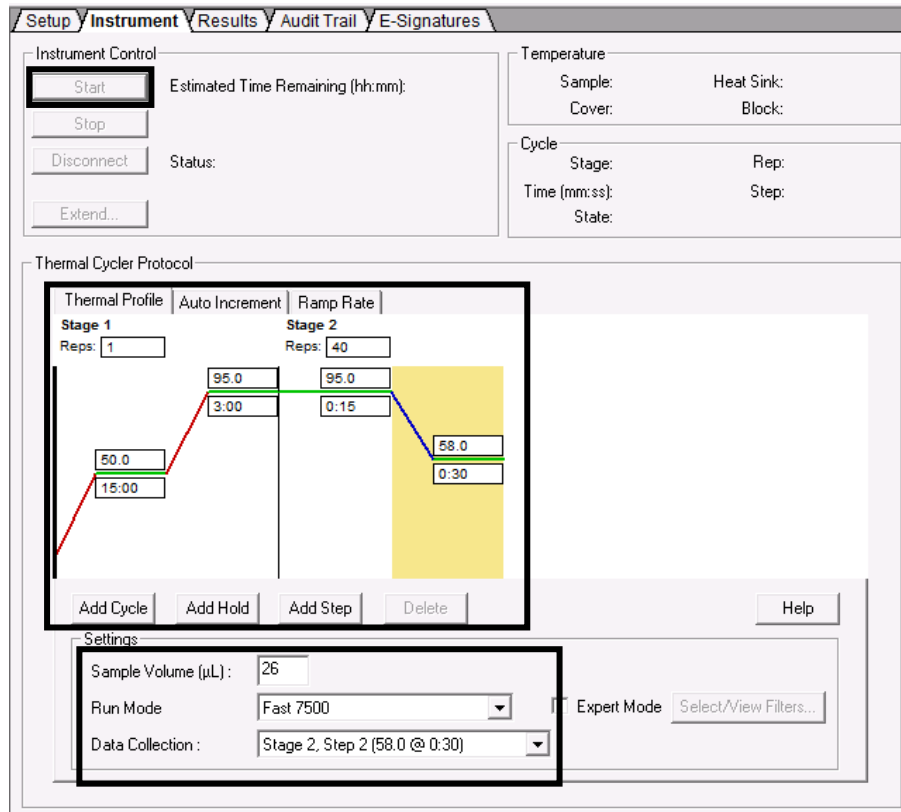 Setup Instrument Results Audit Trail E-Signatures
Instrument Control
Start Estimated Time Remaining (hh:mm):
Stop
Disconnect Status:
Extend...
Temperature
Sample: Heat Sink:
Cover: Block:
Cycle
Stage: Rep:
Time (mm:ss): Step:
State:
Thermal Cycler Protocol
Thermal Profile Auto Increment Ramp Rate
Stage 1 Stage 2
Reps: 1 Reps: 40
95.0 95.0
3:00 0:15
58.0
50.0 0:30
15:00
Add Cycle Add Hold Add Step Delete Help
Settings
Sample Volume (µL) : 26
Run Mode Fast 7500 Expert Mode Select/View Filters...
Data Collection : Stage 2, Step 2 (58.0 @ 0:30)